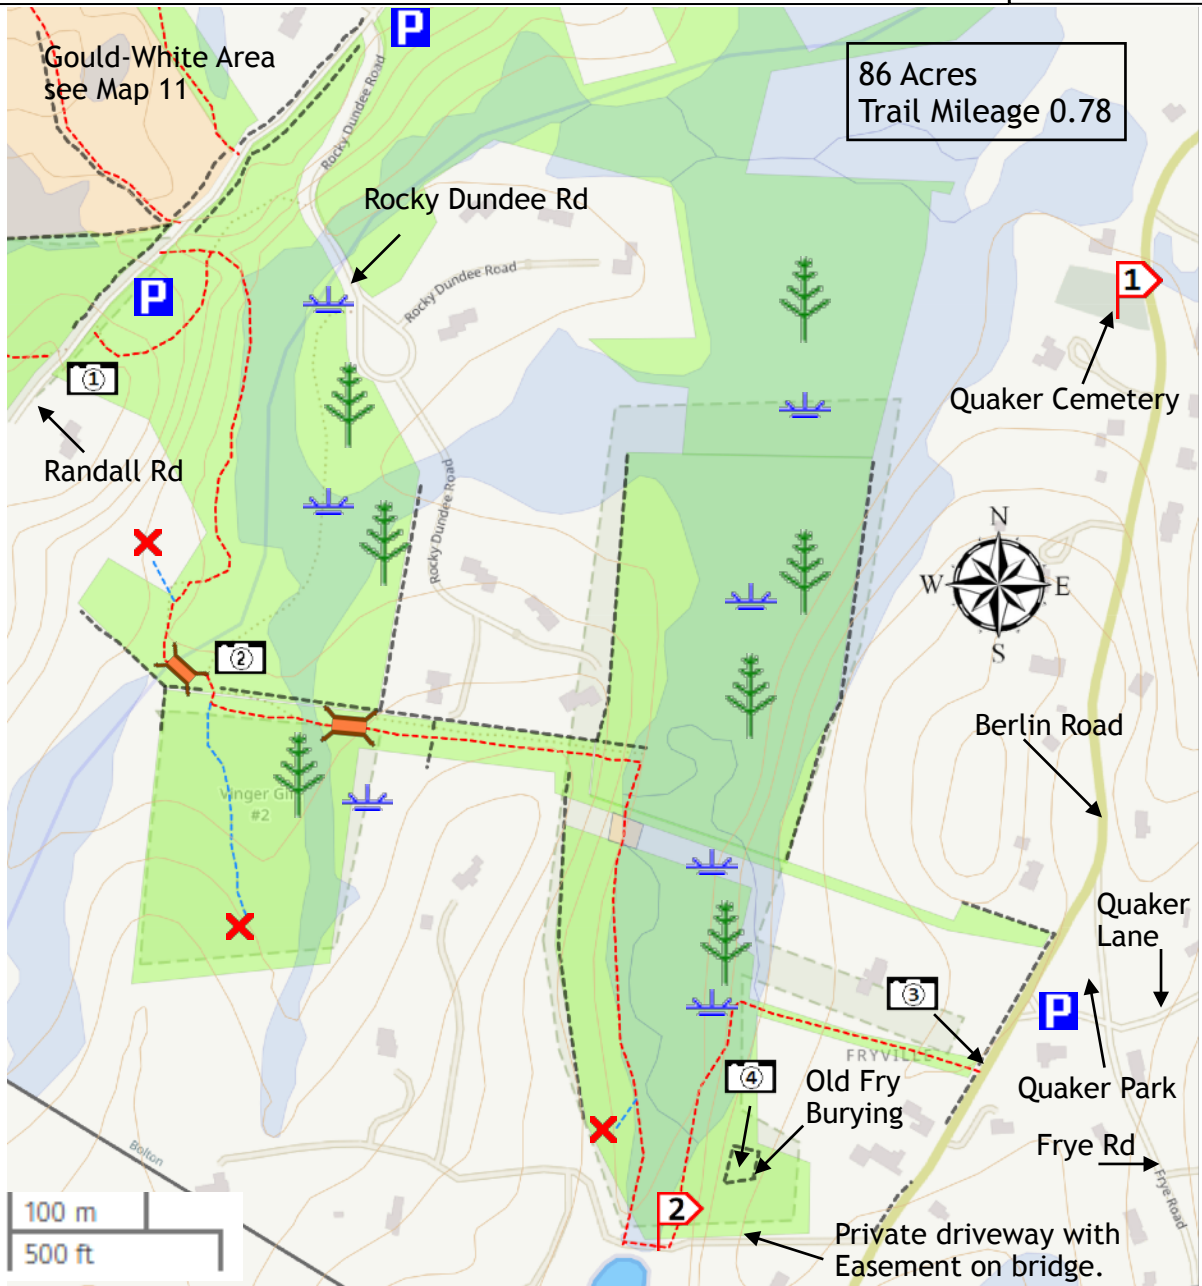 P
Gould-White Area
see Map 11
86 Acres
Trail Mileage 0.78
Rocky Dundee Road
Rocky Dundee Rd
1
P
Rocky Dundee Road
①
Quaker Cemetery
Randall Rd
Rocky Dundee Road
N
W
E
S
②
Berlin Road
Vinger Gift
#2
Quaker
Lane
③
P
FRYVILLE
④
Old Fry
Burying
Quaker Park
Frye Rd
Bolton
Frye Road
2
100 m
500 ft
Private driveway with
Easement on bridge.